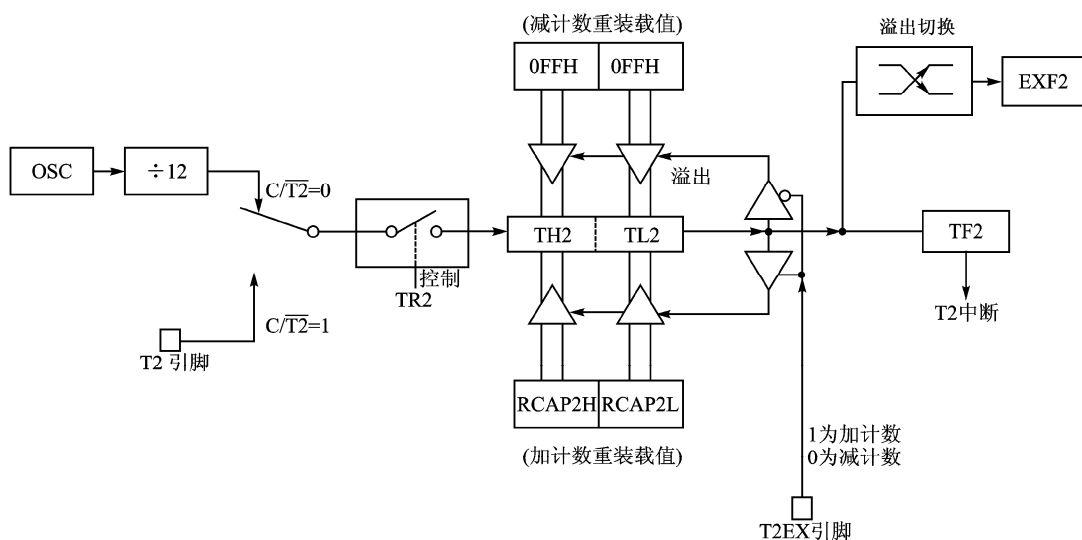 (减计数重装载值)
溢出切换
0FFH 0FFH
EXF2
OSC
÷12
溢出
C/T2̅=0
TH2 TL2
TF2
控制
TR2
T2中断
C/T2̅=1
T2 引脚
RCAP2H RCAP2L
(加计数重装载值)
1为加计数
0为减计数
T2EX引脚